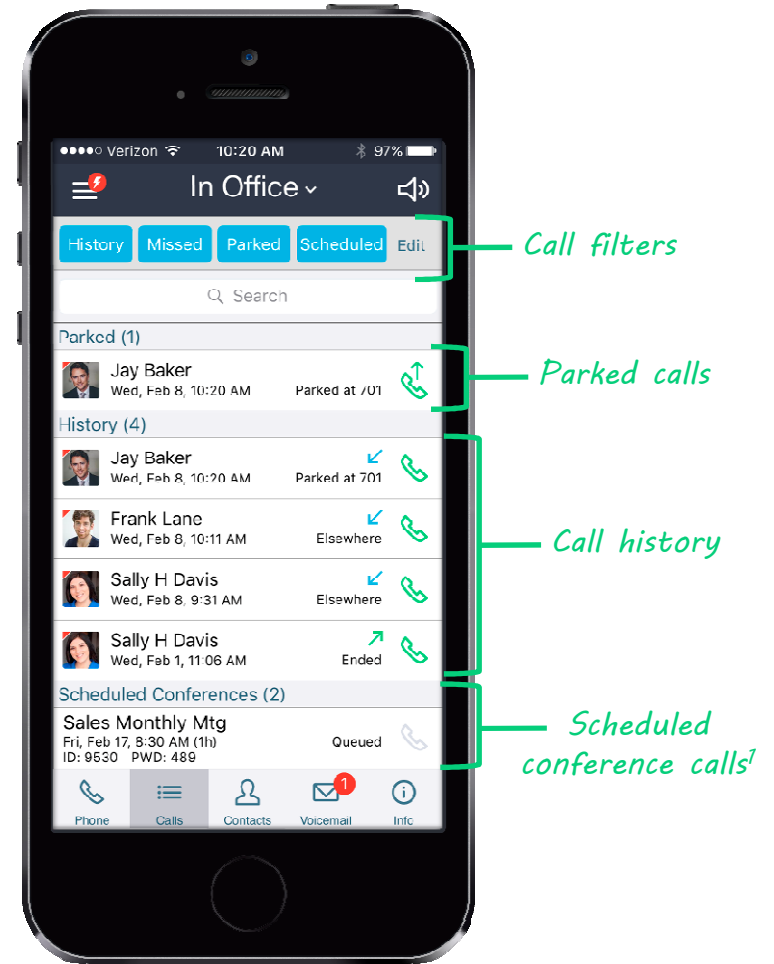 Verizon 10:20 AM 97%
In Office
History Missed Parked Scheduled Edit
Call filters
Search
Parked (1)
Jay Baker
Wed, Feb 8, 10:20 AM Parked at 701
Parked calls
History (4)
Jay Baker
Wed, Feb 8, 10:20 AM Parked at 701
Frank Lane
Wed, Feb 8, 10:11 AM Elsewhere
Call history
Sally H Davis
Wed, Feb 8, 9:31 AM Elsewhere
Sally H Davis
Wed, Feb 1, 11:06 AM Ended
Scheduled Conferences (2)
Sales Monthly Mtg
Fri, Feb 17, 8:30 AM (1h) Queued
ID: 9530 PWD: 489
Scheduled
conference calls¹
1
Phone Calls Contacts Voicemail Info